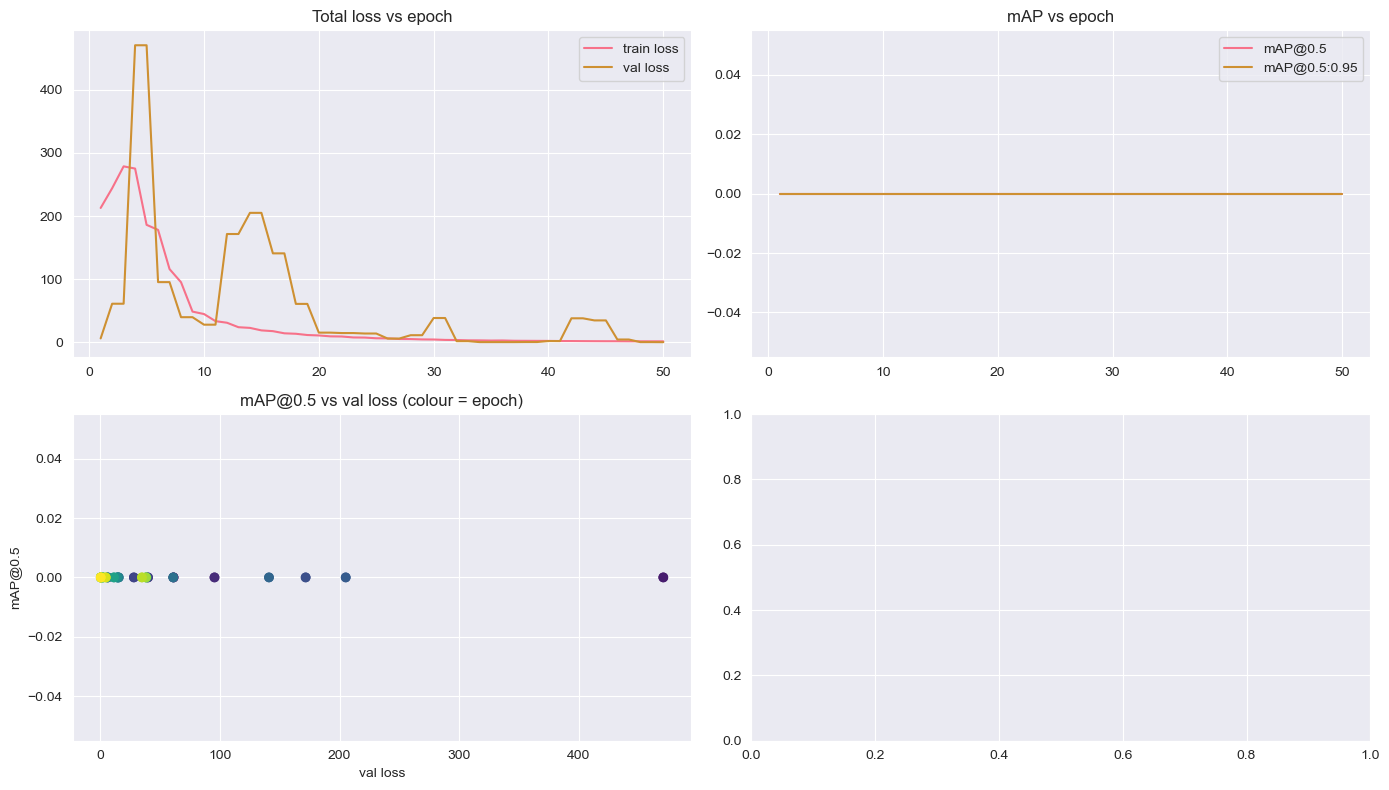 Total loss vs epoch
train loss
val loss
400
300
200
100
0
0 10 20 30 40 50
mAP vs epoch
mAP@0.5
mAP@0.5:0.95
0.04
0.02
0.00
−0.02
−0.04
0 10 20 30 40 50
mAP@0.5 vs val loss (colour = epoch)
mAP@0.5
0.04
0.02
0.00
−0.02
−0.04
0 100 200 300 400
val loss
1.0
0.8
0.6
0.4
0.2
0.0
0.0 0.2 0.4 0.6 0.8 1.0